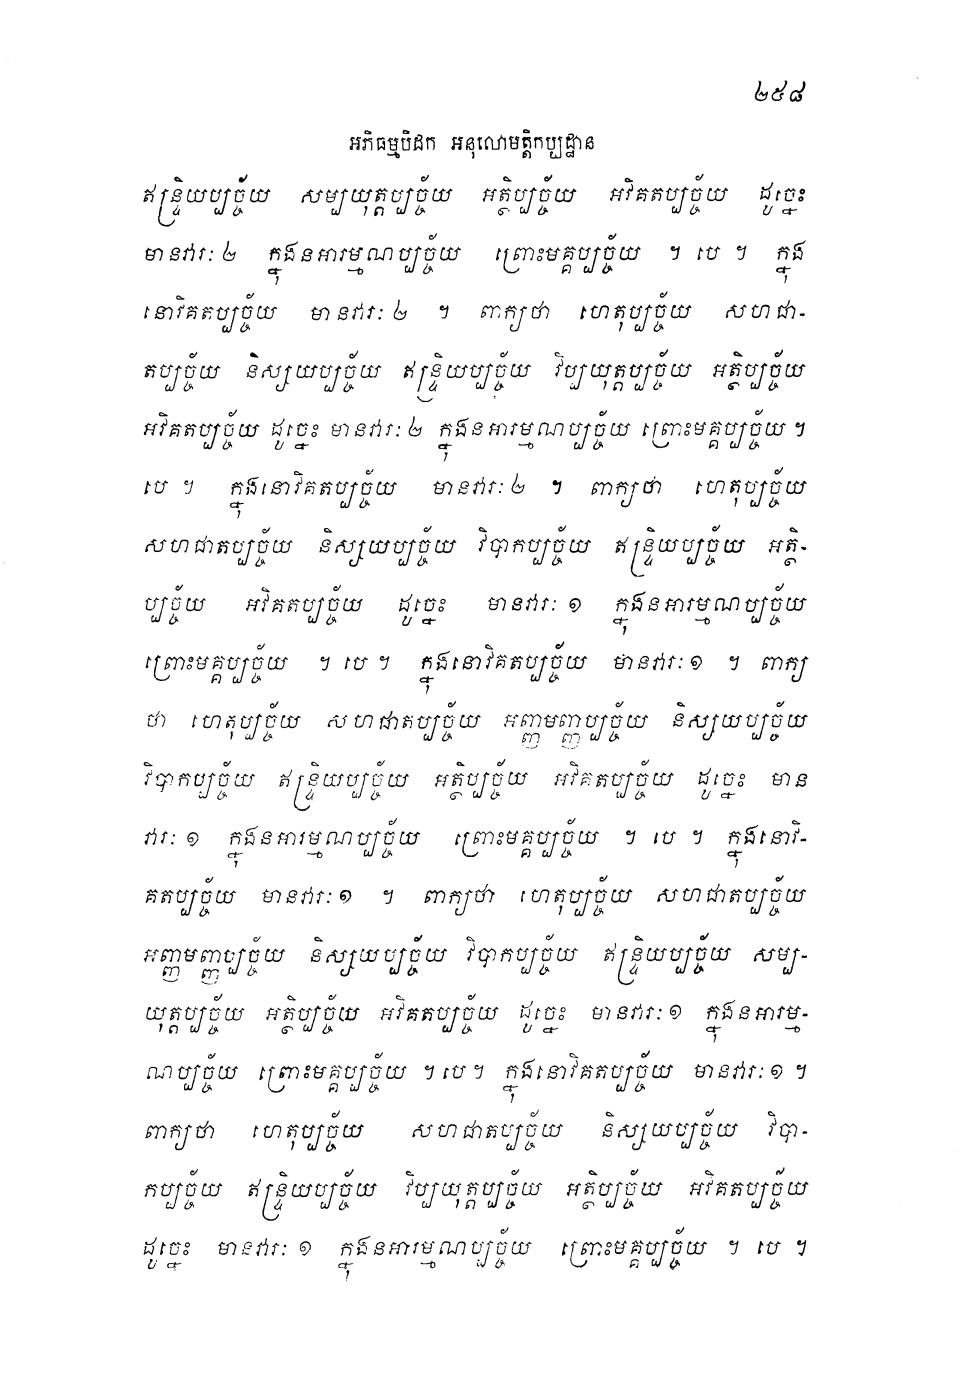 ២៥៨
អភិធម្មបិដក អនុលោមត្តិកប្បដ្ឋាន
ឥន្ទ្រិយប្បច្ច័យ សម្បយុត្តប្បច្ច័យ អត្ថិប្បច្ច័យ អវិគតប្បច្ច័យ ដូច្នេះ
មានវារៈ ២ ក្នុងនអារម្មណប្បច្ច័យ ព្រោះមគ្គប្បច្ច័យ ។ បេ ។ ក្នុង
នោវិគតប្បច្ច័យ មានវារៈ ២ ។ ពាក្យថា ហេតុប្បច្ច័យ សហជា-
តប្បច្ច័យ និស្សយប្បច្ច័យ ឥន្ទ្រិយប្បច្ច័យ វិប្បយុត្តប្បច្ច័យ អត្ថិប្បច្ច័យ
អវិគតប្បច្ច័យ ដូច្នេះ មានវារៈ ២ ក្នុងនអារម្មណប្បច្ច័យ ព្រោះមគ្គប្បច្ច័យ ។
បេ ។ ក្នុងនោវិគតប្បច្ច័យ មានវារៈ ២ ។ ពាក្យថា ហេតុប្បច្ច័យ
សហជាតប្បច្ច័យ និស្សយប្បច្ច័យ វិបាកប្បច្ច័យ ឥន្ទ្រិយប្បច្ច័យ អត្ថិ-
ប្បច្ច័យ អវិគតប្បច្ច័យ ដូច្នេះ មានវារៈ ១ ក្នុងនអារម្មណប្បច្ច័យ
ព្រោះមគ្គប្បច្ច័យ ។ បេ ។ ក្នុងនោវិគតប្បច្ច័យ មានវារៈ ១ ។ ពាក្យ
ថា ហេតុប្បច្ច័យ សហជាតប្បច្ច័យ អញ្ញមញ្ញប្បច្ច័យ និស្សយប្បច្ច័យ
វិបាកប្បច្ច័យ ឥន្ទ្រិយប្បច្ច័យ អត្ថិប្បច្ច័យ អវិគតប្បច្ច័យ ដូច្នេះ មាន
វារៈ ១ ក្នុងនអារម្មណប្បច្ច័យ ព្រោះមគ្គប្បច្ច័យ ។ បេ ។ ក្នុងនោវិ-
គតប្បច្ច័យ មានវារៈ ១ ។ ពាក្យថា ហេតុប្បច្ច័យ សហជាតប្បច្ច័យ
អញ្ញមញ្ញប្បច្ច័យ និស្សយប្បច្ច័យ វិបាកប្បច្ច័យ ឥន្ទ្រិយប្បច្ច័យ សម្ប-
យុត្តប្បច្ច័យ អត្ថិប្បច្ច័យ អវិគតប្បច្ច័យ ដូច្នេះ មានវារៈ ១ ក្នុងនអារម្ម-
ណប្បច្ច័យ ព្រោះមគ្គប្បច្ច័យ ។ បេ ។ ក្នុងនោវិគតប្បច្ច័យ មានវារៈ ១ ។
ពាក្យថា ហេតុប្បច្ច័យ សហជាតប្បច្ច័យ និស្សយប្បច្ច័យ វិបា-
កប្បច្ច័យ ឥន្ទ្រិយប្បច្ច័យ វិប្បយុត្តប្បច្ច័យ អត្ថិប្បច្ច័យ អវិគតប្បច្ច័យ
ដូច្នេះ មានវារៈ ១ ក្នុងនអារម្មណប្បច្ច័យ ព្រោះមគ្គប្បច្ច័យ ។ បេ ។